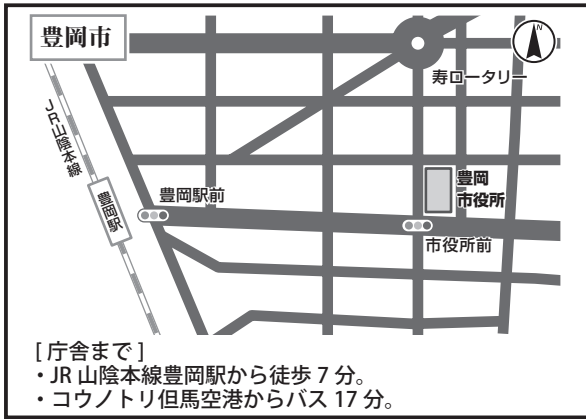 豊岡市
N
寿ロータリー
JR山陰本線
豊岡駅
豊岡駅前
豊岡
市役所
市役所前
[ 庁舎まで ]
・JR 山陰本線豊岡駅から徒歩 7 分。
・コウノトリ但馬空港からバス 17 分。